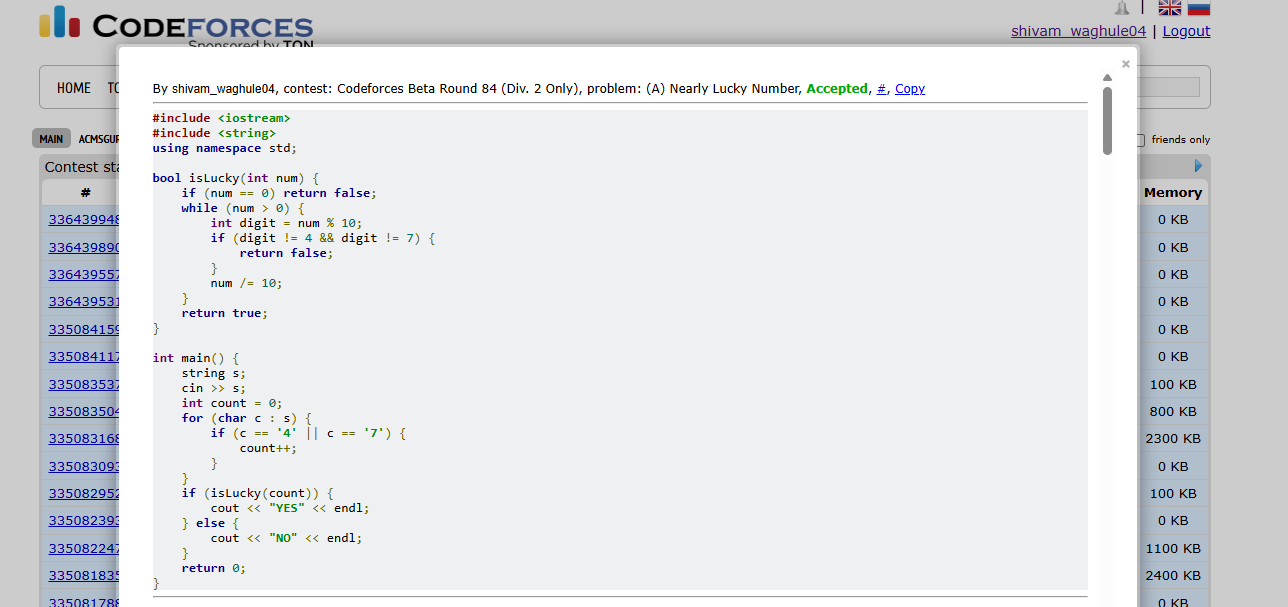 CODEFORCES
Sponsored by TON
shivam_waghule04 | Logout
HOME
×
By shivam_waghule04, contest: Codeforces Beta Round 84 (Div. 2 Only), problem: (A) Nearly Lucky Number, Accepted, #, Copy
MAIN
friends only
Contest
#
Memory
#include <iostream>
#include <string>
using namespace std;
bool isLucky(int num) {
if (num == 0) return false;
while (num > 0) {
int digit = num % 10;
if (digit != 4 && digit != 7) {
return false;
}
num /= 10;
}
return true;
}
int main() {
string s;
cin >> s;
int count = 0;
for (char c : s) {
if (c == '4' || c == '7') {
count++;
}
}
if (isLucky(count)) {
cout << "YES" << endl;
} else {
cout << "NO" << endl;
}
return 0;
}
336439948
336439890
336439557
336439531
335084159
335084117
335083537
335083504
335083168
335083093
335082952
335082393
335082247
335081835
0 KB
0 KB
0 KB
0 KB
0 KB
0 KB
100 KB
800 KB
2300 KB
0 KB
100 KB
0 KB
1100 KB
2400 KB
0 KB